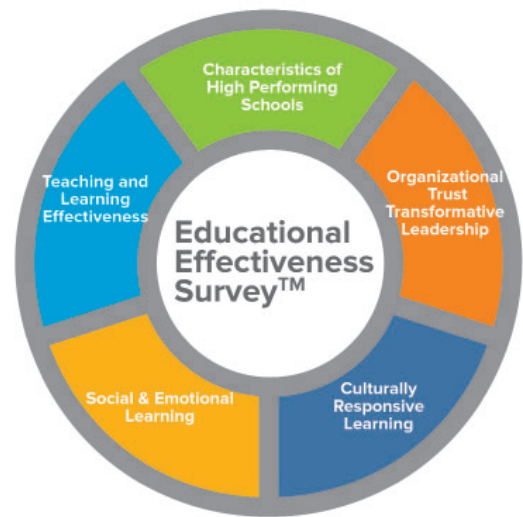 Characteristics of
High Performing
Schools
Organizational
Trust
Transformative
Leadership
Culturally
Responsive
Learning
Social & Emotional
Learning
Teaching and
Learning
Effectiveness
Educational
Effectiveness
Survey™